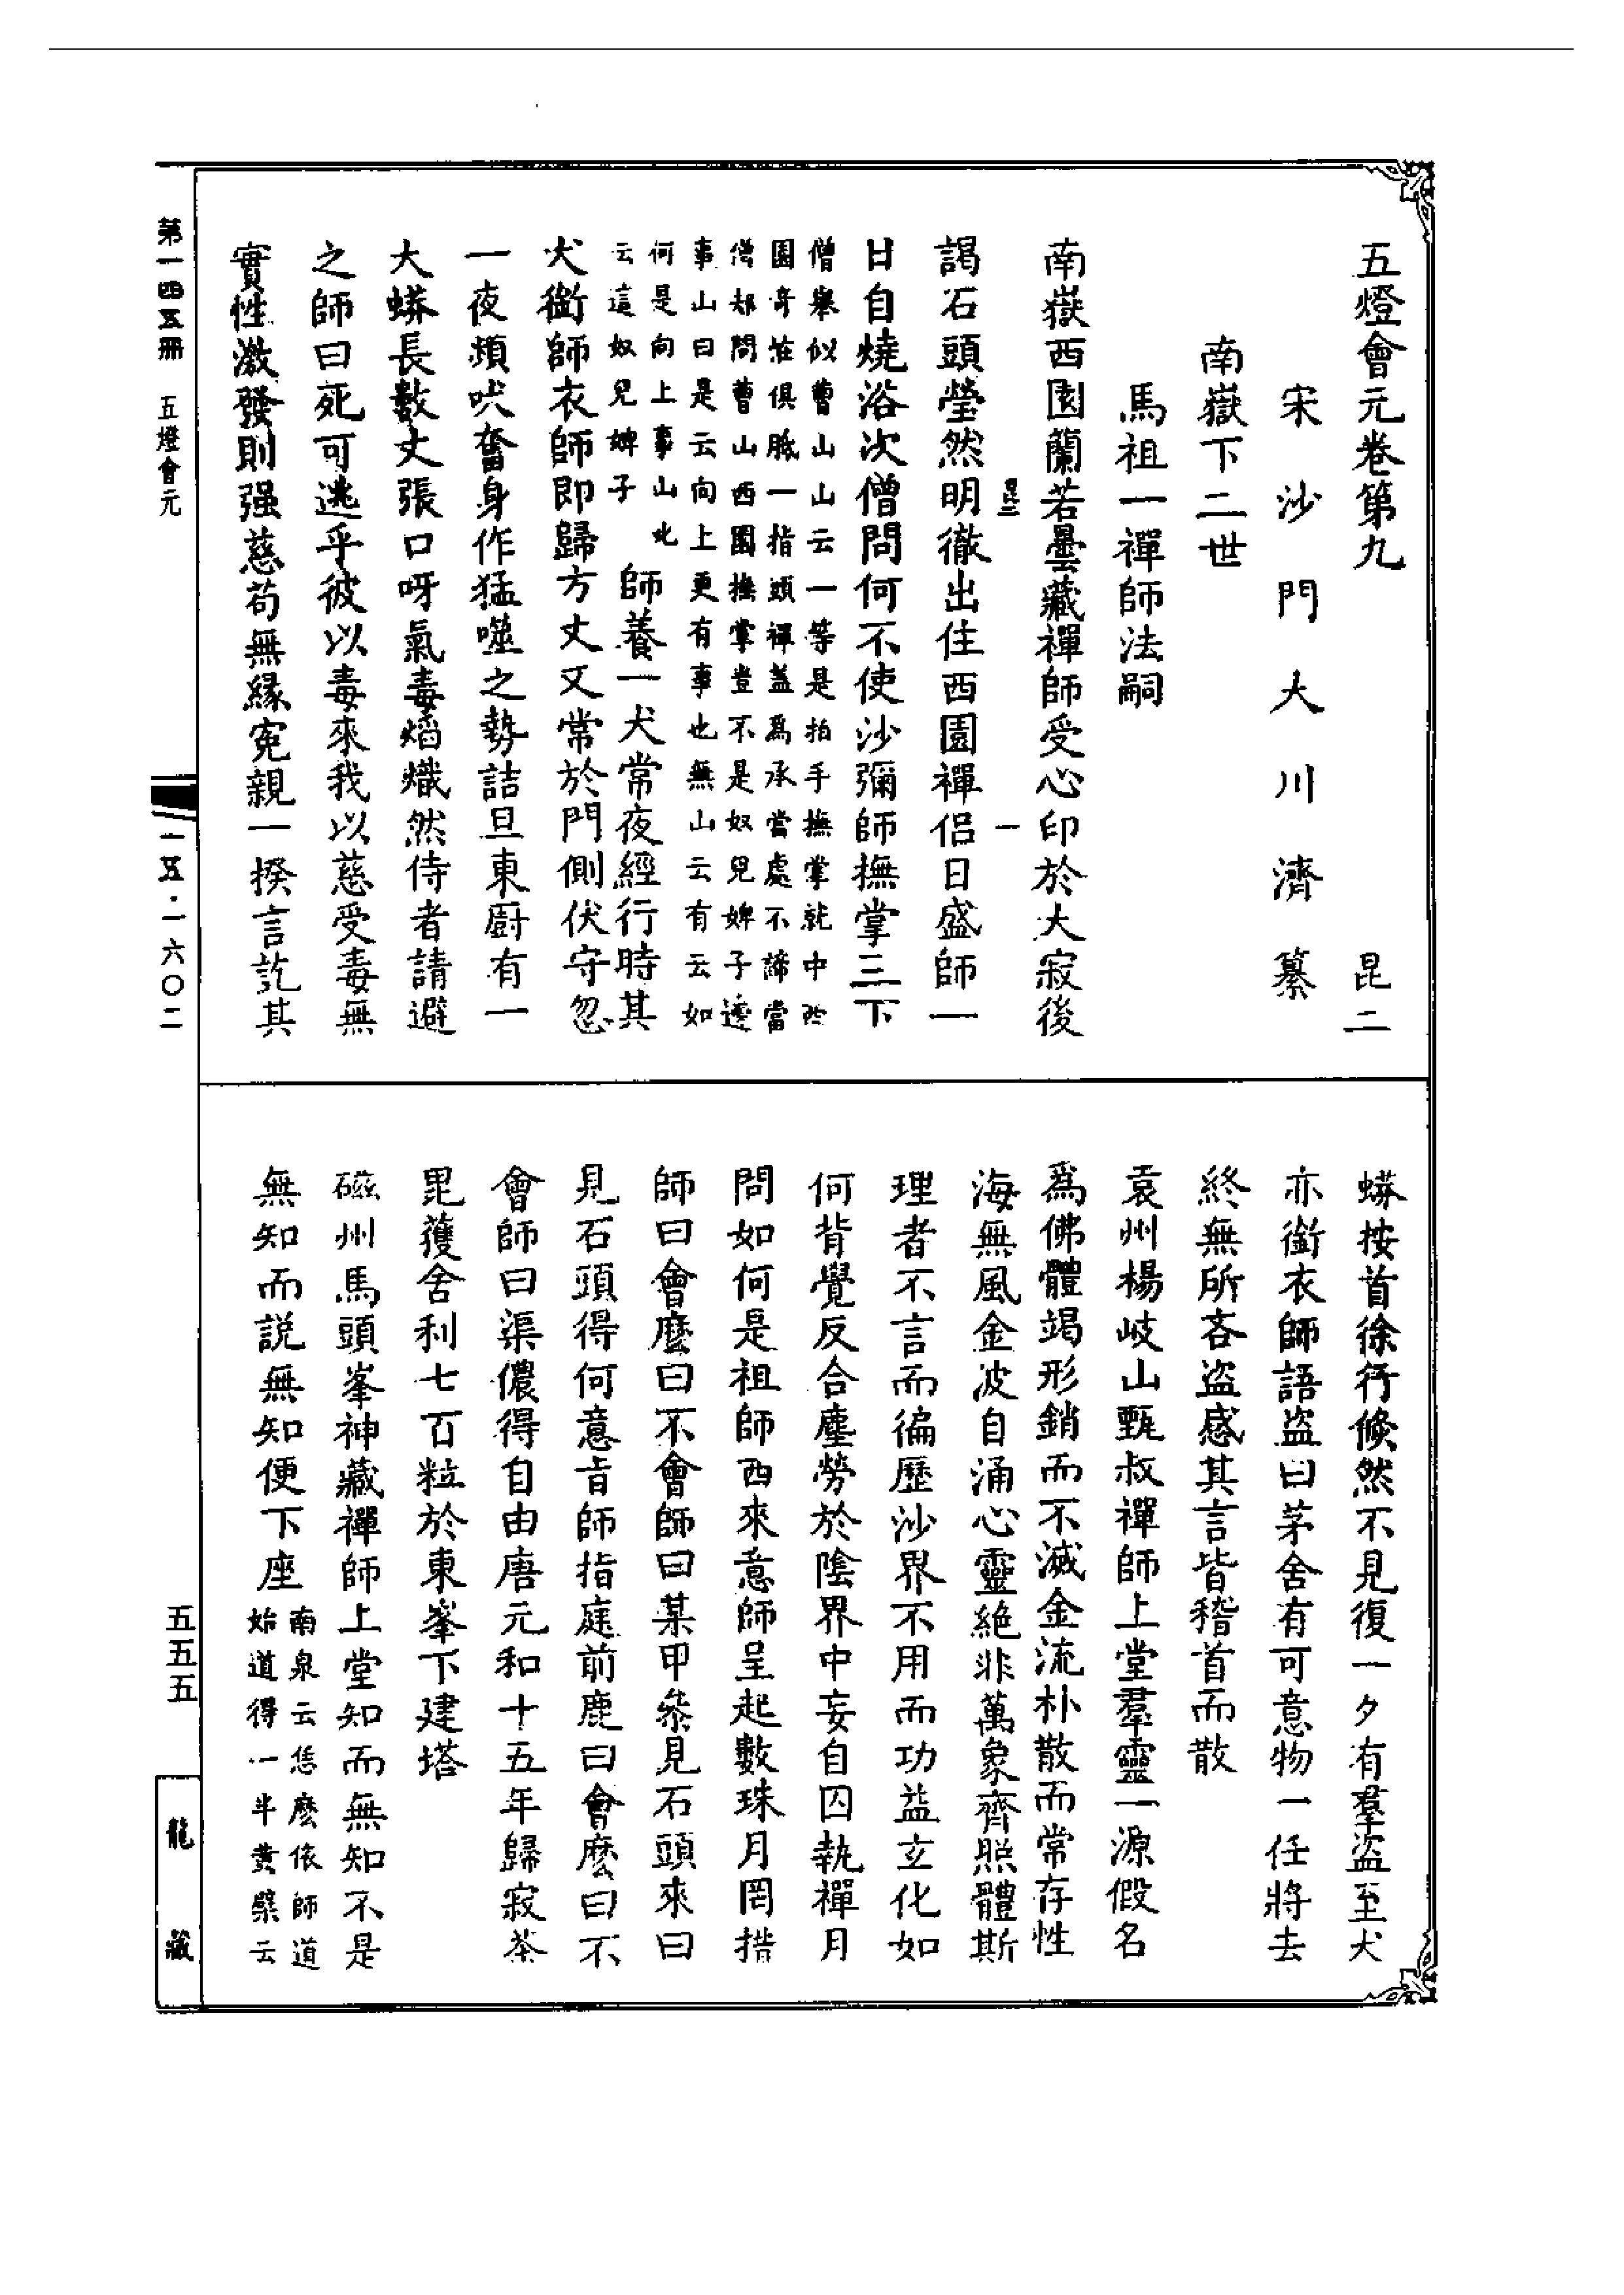 五燈會元卷第九 昆二
宋沙門大川濟纂
南嶽下二世
馬祖一禪師法嗣
南嶽西園蘭若曇藏禪師受心印於大寂後
昆二 一
謁石頭瑩然明徹出住西園禪侣日盛師一
日自燒浴次僧問何不使沙彌師撫掌三下
僧舉似曹山山云一等是拍手撫掌就中西
園奇怪俱胝一指頭禪蓋爲承當處不諦當
僧却問曹山西園撫掌豈不是奴兒婢子邊
事山曰是云向上更有事也無山云有云如
何是向上事山叱
云這奴兒婢子
師養一犬常夜經行時其
犬銜師衣師即歸方丈又常於門側伏守忽
一夜頻吠奮身作猛噬之勢詰旦東厨有一
大蟒長數丈張口呀氣毒燄熾然侍者請避
之師曰死可逃乎彼以毒來我以慈受毒無
實性激發則强慈苟無緣寃親一揆言訖其
蟒按首徐行倐然不見復一夕有羣盜至犬
亦銜衣師語盜曰茅舍有可意物一任將去
終無所吝盜感其言皆稽首而散
袁州楊岐山甄叔禪師上堂羣靈一源假名
爲佛體竭形銷而不滅金流朴散而常存性
海無風金波自涌心靈絶非萬象齊照體斯
理者不言而徧歷沙界不用而功益玄化如
何背覺反合塵勞於陰界中妄自囚執禪月
問如何是祖師西來意師呈起數珠月罔措
師曰會麼曰不會師曰某甲叅見石頭來曰
見石頭得何意旨師指庭前鹿曰會麼曰不
會師曰渠儂得自由唐元和十五年歸寂荼
毘獲舍利七百粒於東峯下建塔
磁州馬頭峯神藏禪師上堂知而無知不是
無知而説無知便下座
南泉云恁麽依師道
始道得一半黄檗云
第一四五册 五燈會元
一五·一六〇二
五五五
龍藏